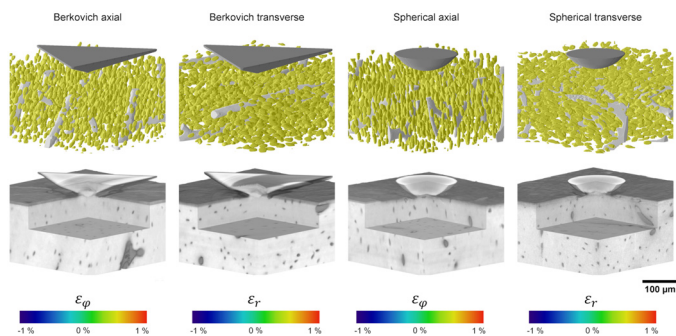 Berkovich axial
Berkovich transverse
Spherical axial
Spherical transverse
100 µm
εφ
εr
εφ
εr
-1 % 0 % 1 %
-1 % 0 % 1 %
-1 % 0 % 1 %
-1 % 0 % 1 %